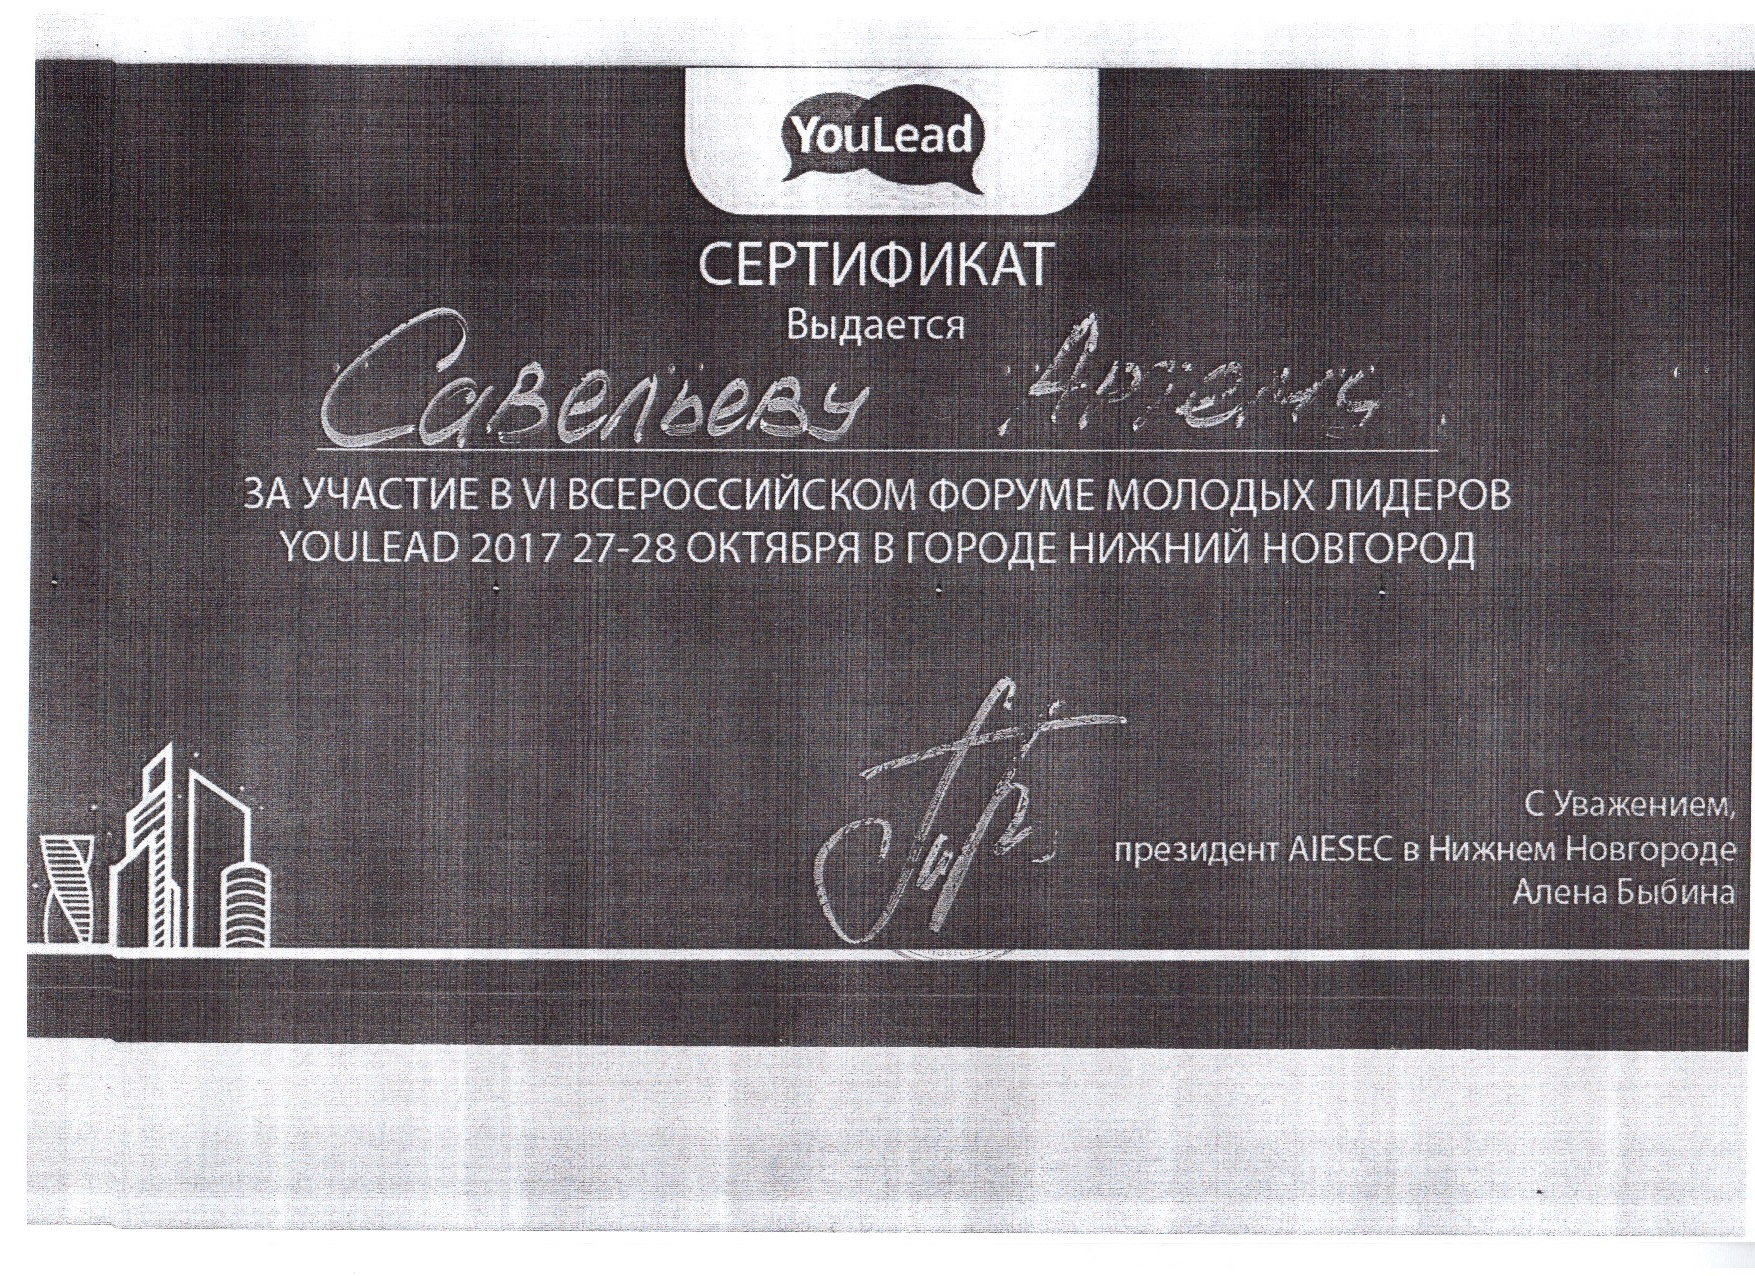 YouLead
СЕРТИФИКАТ
Выдается
Савельеву Артему
ЗА УЧАСТИЕ В VI ВСЕРОССИЙСКОМ ФОРУМЕ МОЛОДЫХ ЛИДЕРОВ
YOULEAD 2017 27-28 ОКТЯБРЯ В ГОРОДЕ НИЖНИЙ НОВГОРОД
С Уважением,
президент AIESEC в Нижнем Новгороде
Алена Быбина